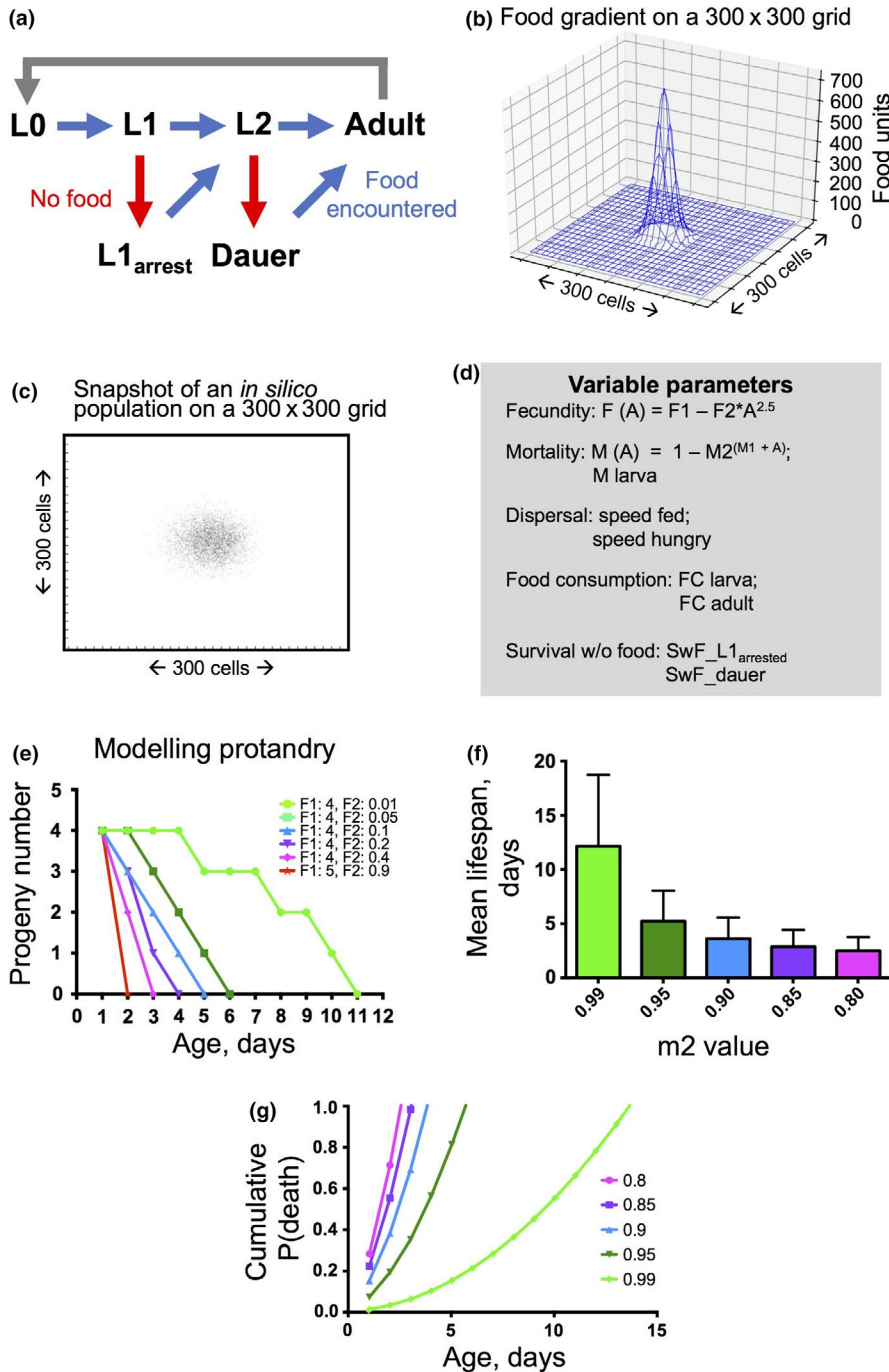 (a)
L0 L1 L2 Adult
No food
Food
encountered
L1arrest Dauer
(b)
Food gradient on a 300 x 300 grid
700
600
500
400
300
200
100
0
Food units
← 300 cells →
← 300 cells →
(c)
Snapshot of an in silico
population on a 300 x 300 grid
← 300 cells →
← 300 cells →
(d)
Variable parameters
Fecundity: F (A) = F1 – F2*A^2.5
Mortality: M (A) = 1 – M2^(M1 + A);
M larva
Dispersal: speed fed;
speed hungry
Food consumption: FC larva;
FC adult
Survival w/o food: SwF_L1arrested
SwF_dauer
(e)
Modelling protandry
5
4
3
2
1
0
Progeny number
F1: 4, F2: 0.01
F1: 4, F2: 0.05
F1: 4, F2: 0.1
F1: 4, F2: 0.2
F1: 4, F2: 0.4
F1: 5, F2: 0.9
0 1 2 3 4 5 6 7 8 9 10 11 12
Age, days
(f)
20
15
10
5
0
Mean lifespan,
days
0.99 0.95 0.90 0.85 0.80
m2 value
(g)
1.0
0.8
0.6
0.4
0.2
0.0
Cumulative
P(death)
0.8
0.85
0.9
0.95
0.99
0 5 10 15
Age, days